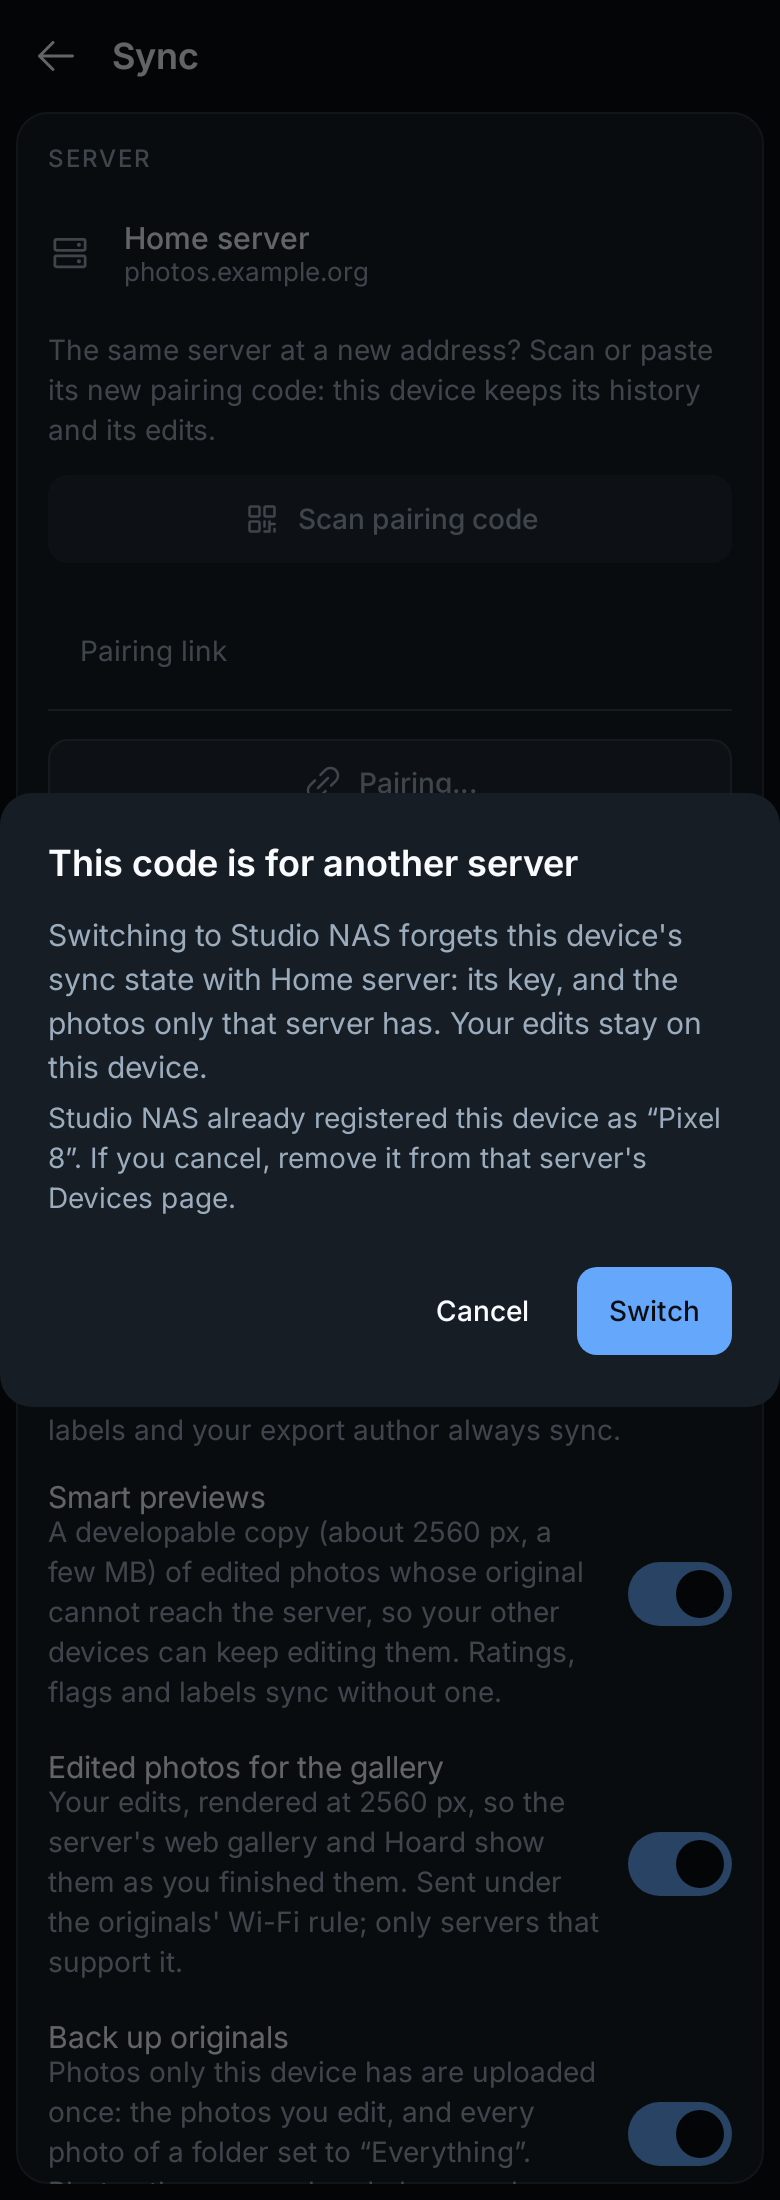 Sync
SERVER
Home server
photos.example.org
The same server at a new address? Scan or paste
its new pairing code: this device keeps its history
and its edits.
Scan pairing code
Pairing link
Pairing...
This code is for another server
Switching to Studio NAS forgets this device's
sync state with Home server: its key, and the
photos only that server has. Your edits stay on
this device.
Studio NAS already registered this device as “Pixel
8”. If you cancel, remove it from that server's
Devices page.
Cancel
Switch
labels and your export author always sync.
Smart previews
A developable copy (about 2560 px, a
few MB) of edited photos whose original
cannot reach the server, so your other
devices can keep editing them. Ratings,
flags and labels sync without one.
Edited photos for the gallery
Your edits, rendered at 2560 px, so the
server's web gallery and Hoard show
them as you finished them. Sent under
the originals' Wi-Fi rule; only servers that
support it.
Back up originals
Photos only this device has are uploaded
once: the photos you edit, and every
photo of a folder set to “Everything”.